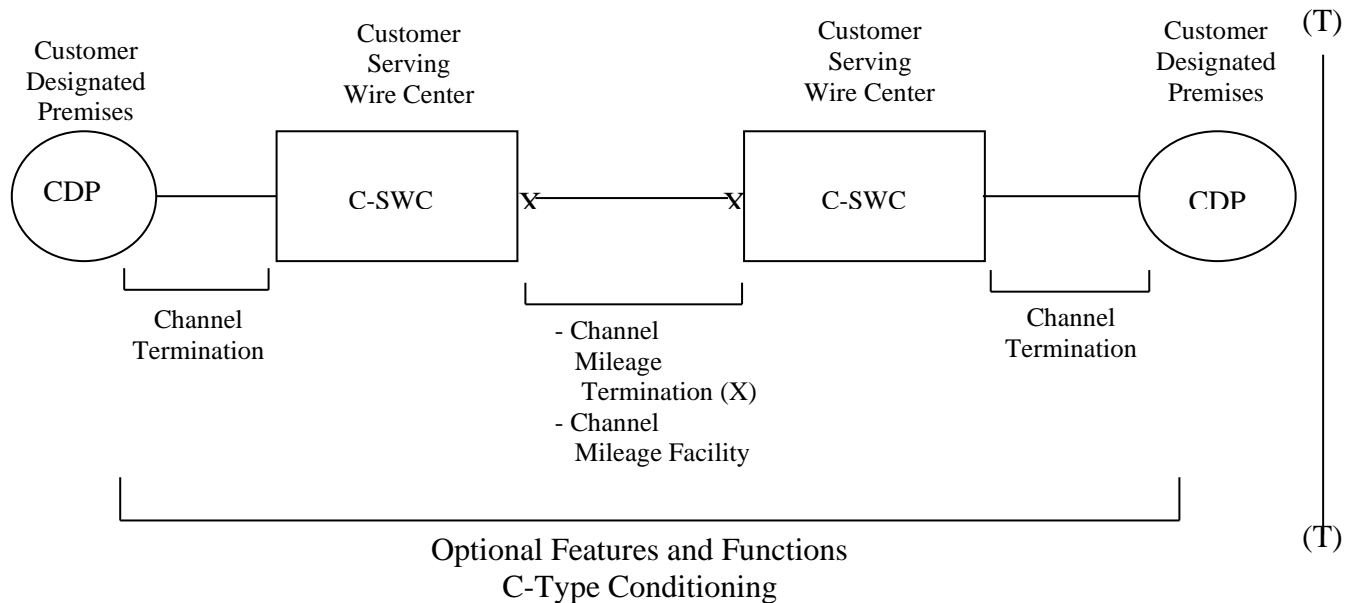 (T)
Customer
Designated
Premises
Customer
Serving
Wire Center
Customer
Serving
Wire Center
Customer
Designated
Premises
CDP
C-SWC
X
X
C-SWC
CDP
Channel
Termination
- Channel
Mileage
Termination (X)
- Channel
Mileage Facility
Channel
Termination
(T)
Optional Features and Functions
C-Type Conditioning